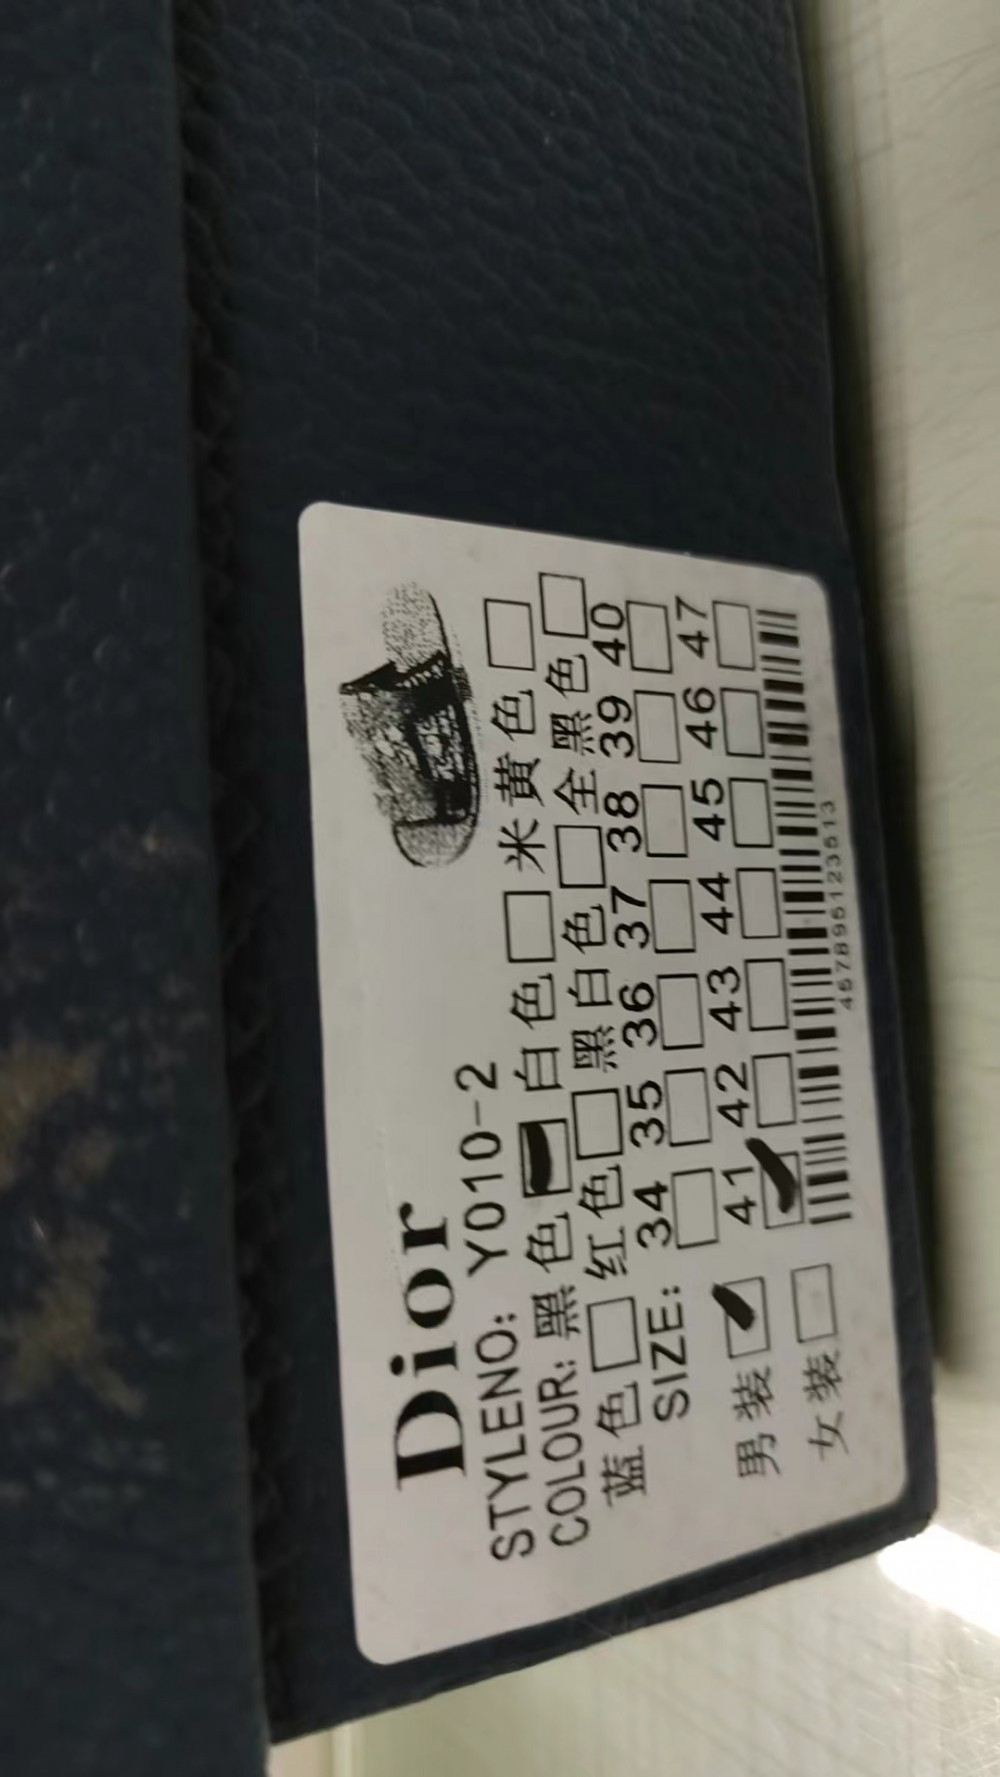 Dior
STYLENO: Y010-2
COLOUR: 黑色 白色 米黄色
蓝色 红色 黑白色 全黑色
SIZE: 34 35 36 37 38 39 40
41 42 43 44 45 46 47
男装
女装
457895123513